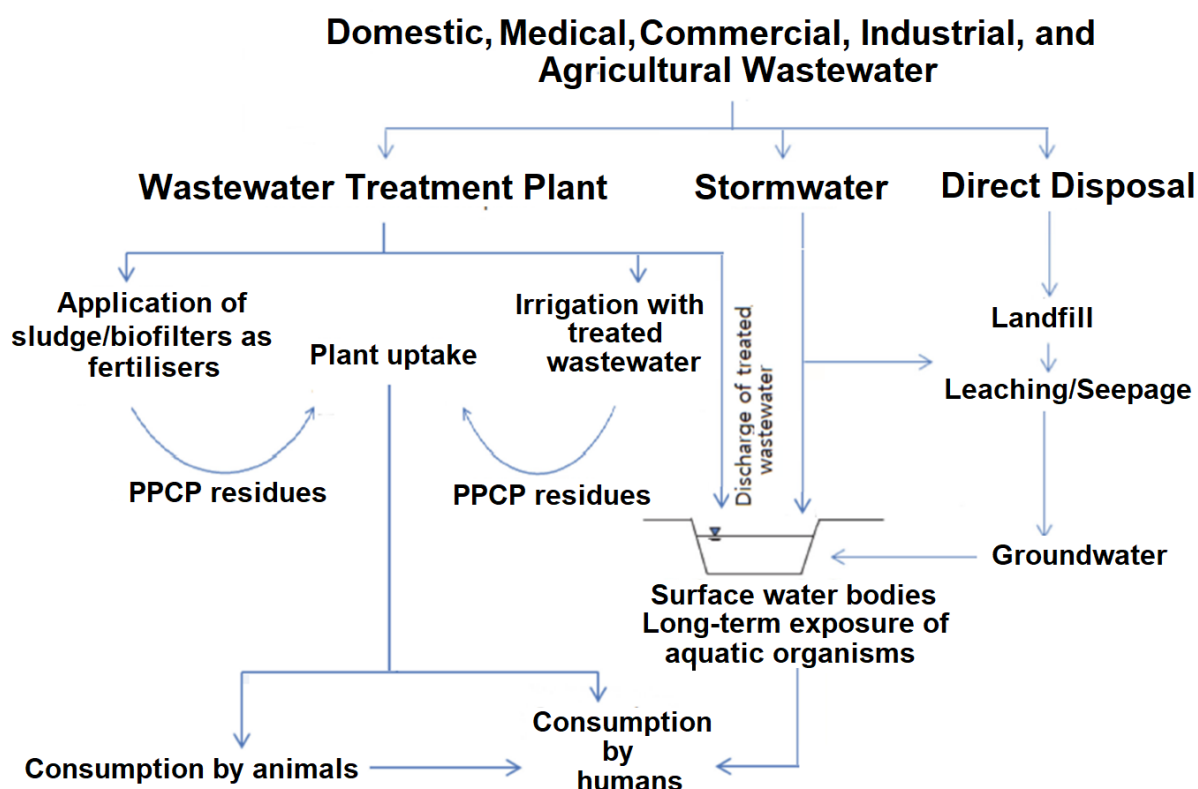 Domestic, Medical, Commercial, Industrial, and
Agricultural Wastewater
Wastewater Treatment Plant
Stormwater
Direct Disposal
Application of
sludge/biofilters as
fertilisers
Plant uptake
Irrigation with
treated
wastewater
Discharge of treated
wastewater
Landfill
Leaching/Seepage
PPCP residues
PPCP residues
Groundwater
Surface water bodies
Long-term exposure of
aquatic organisms
Consumption by animals
Consumption
by
humans